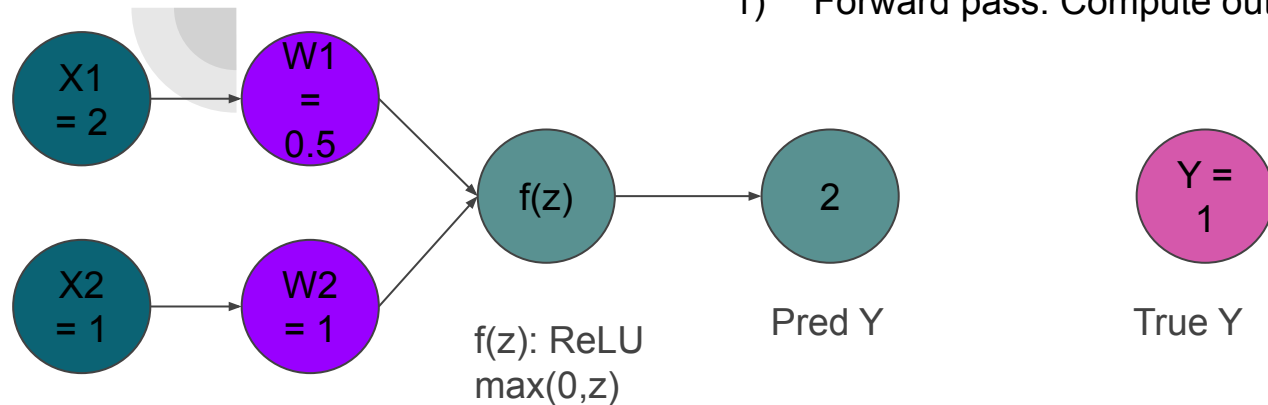 1) Forward pass: Compute out
X1
= 2
W1
=
0.5
f(z)
2
Y =
1
X2
= 1
W2
= 1
f(z): ReLU
max(0,z)
Pred Y
True Y